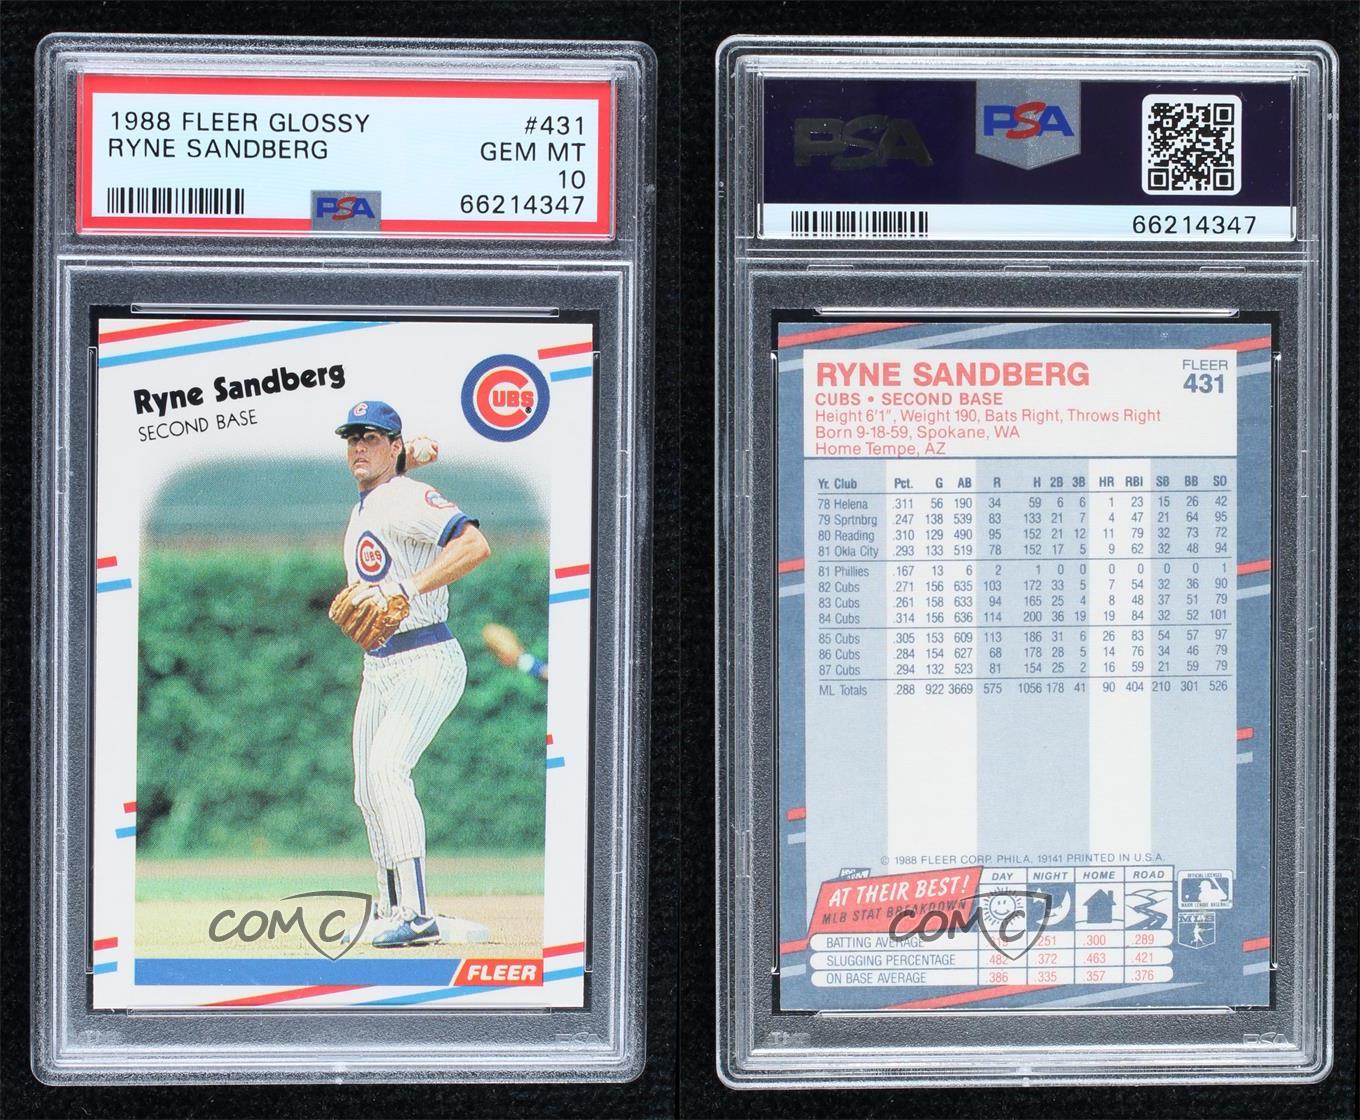 1988 FLEER GLOSSY #431
RYNE SANDBERG GEM MT
10
PSA 66214347
Ryne Sandberg
SECOND BASE
CUBS
CUBS
FLEER
COMC
PSA
PSA PSA
66214347
RYNE SANDBERG
FLEER
431
CUBS • SECOND BASE
Height 6'1", Weight 190, Bats Right, Throws Right
Born 9-18-59, Spokane, WA
Home Tempe, AZ
Yr. Club Pct. G AB R H 2B 3B HR RBI SB BB SO
78 Helena .311 56 190 34 59 6 6 1 23 15 26 42
79 Sprtnbrg .247 138 539 83 133 21 7 4 47 21 64 95
80 Reading .310 129 490 95 152 21 12 11 79 32 73 72
81 Okla City .293 133 519 78 152 17 5 9 62 32 48 94
81 Phillies .167 13 6 2 1 0 0 0 0 0 0 1
82 Cubs .271 156 635 103 172 33 5 7 54 32 36 90
83 Cubs .261 158 633 94 165 25 4 8 48 37 51 79
84 Cubs .314 156 636 114 200 36 19 19 84 32 52 101
85 Cubs .305 153 609 113 186 31 6 26 83 54 57 97
86 Cubs .284 154 627 68 178 28 5 14 76 34 46 79
87 Cubs .294 132 523 81 154 25 2 16 59 21 59 79
ML Totals .288 922 3669 575 1056 178 41 90 404 210 301 526
© 1988 FLEER CORP. PHILA. 19141 PRINTED IN U.S.A.
AT THEIR BEST!
MLB STAT BREAKDOWN
DAY NIGHT HOME ROAD
OFFICIAL LICENSEE
MAJOR LEAGUE BASEBALL
BATTING AVERAGE .251 .300 .289
SLUGGING PERCENTAGE .482 .372 .463 .421
ON BASE AVERAGE .386 .335 .357 .376
COMC
PSA